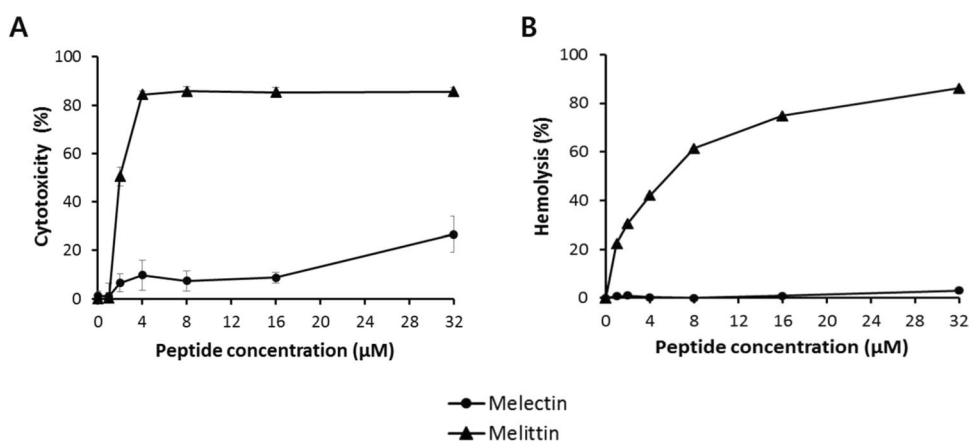 A
100
80
60
40
20
0
Cytotoxicity (%)
0 4 8 12 16 20 24 28 32
Peptide concentration (µM)
B
100
80
60
40
20
0
Hemolysis (%)
0 4 8 12 16 20 24 28 32
Peptide concentration (µM)
Melectin
Melittin